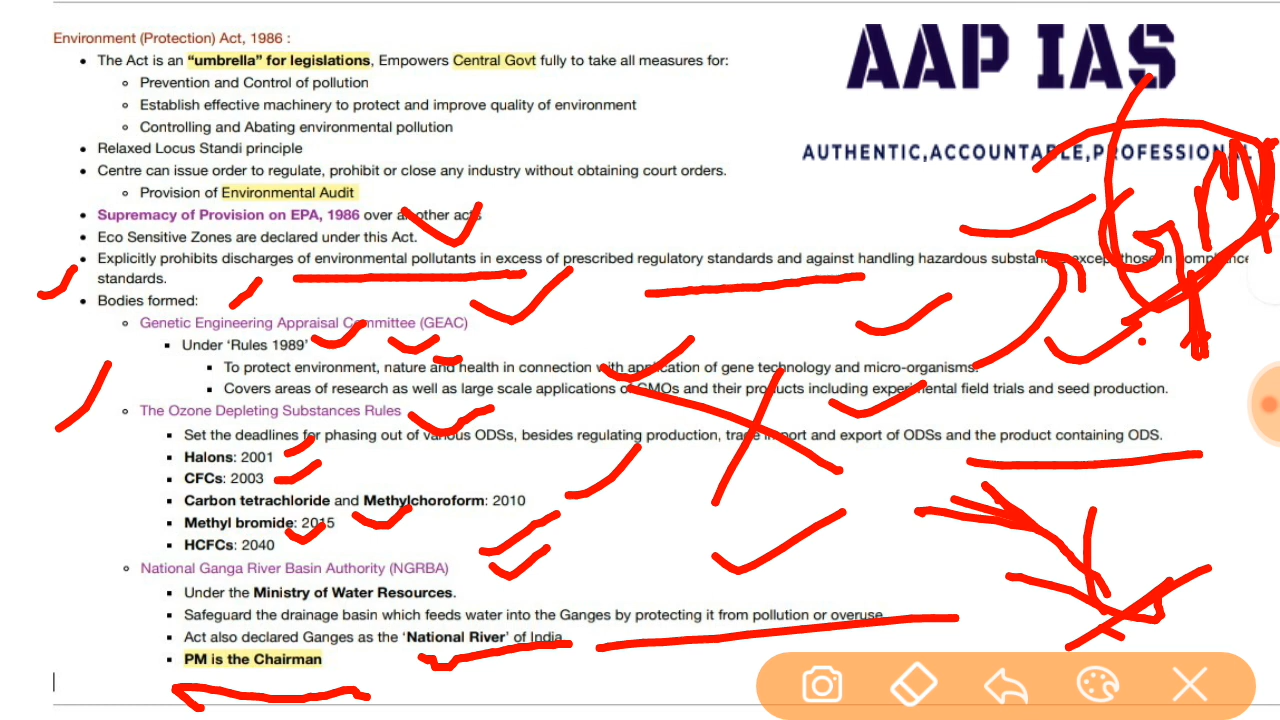 Environment (Protection) Act, 1986 :
AAP IAS
AUTHENTIC,ACCOUNTABLE,PROFESSIONAL
• The Act is an “umbrella” for legislations, Empowers Central Govt fully to take all measures for:
◦ Prevention and Control of pollution
◦ Establish effective machinery to protect and improve quality of environment
◦ Controlling and Abating environmental pollution
• Relaxed Locus Standi principle
• Centre can issue order to regulate, prohibit or close any industry without obtaining court orders.
◦ Provision of Environmental Audit
• Supremacy of Provision on EPA, 1986 over another acts
• Eco Sensitive Zones are declared under this Act.
• Explicitly prohibits discharges of environmental pollutants in excess of prescribed regulatory standards and against handling hazardous substances except those in compliance
standards.
• Bodies formed:
◦ Genetic Engineering Appraisal Committee (GEAC)
▪ Under ‘Rules 1989’
▪ To protect environment, nature and health in connection with application of gene technology and micro-organisms.
▪ Covers areas of research as well as large scale applications of GMOs and their products including experimental field trials and seed production.
◦ The Ozone Depleting Substances Rules
▪ Set the deadlines for phasing out of various ODSs, besides regulating production, trade import and export of ODSs and the product containing ODS.
▪ Halons: 2001
▪ CFCs: 2003
▪ Carbon tetrachloride and Methylchoroform: 2010
▪ Methyl bromide: 2015
▪ HCFCs: 2040
◦ National Ganga River Basin Authority (NGRBA)
▪ Under the Ministry of Water Resources.
▪ Safeguard the drainage basin which feeds water into the Ganges by protecting it from pollution or overuse
▪ Act also declared Ganges as the ‘National River’ of India
▪ PM is the Chairman